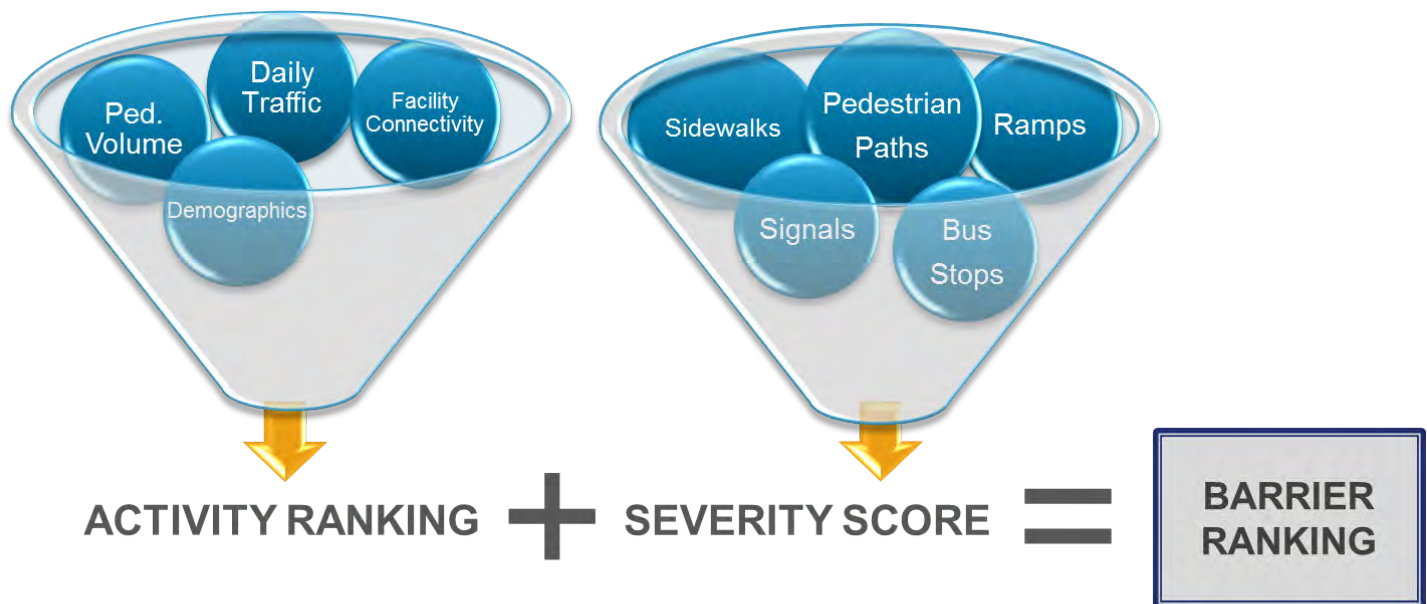 Ped.
Volume
Daily
Traffic
Facility
Connectivity
Demographics
Sidewalks
Pedestrian
Paths
Ramps
Signals
Bus
Stops
ACTIVITY RANKING + SEVERITY SCORE =
BARRIER
RANKING